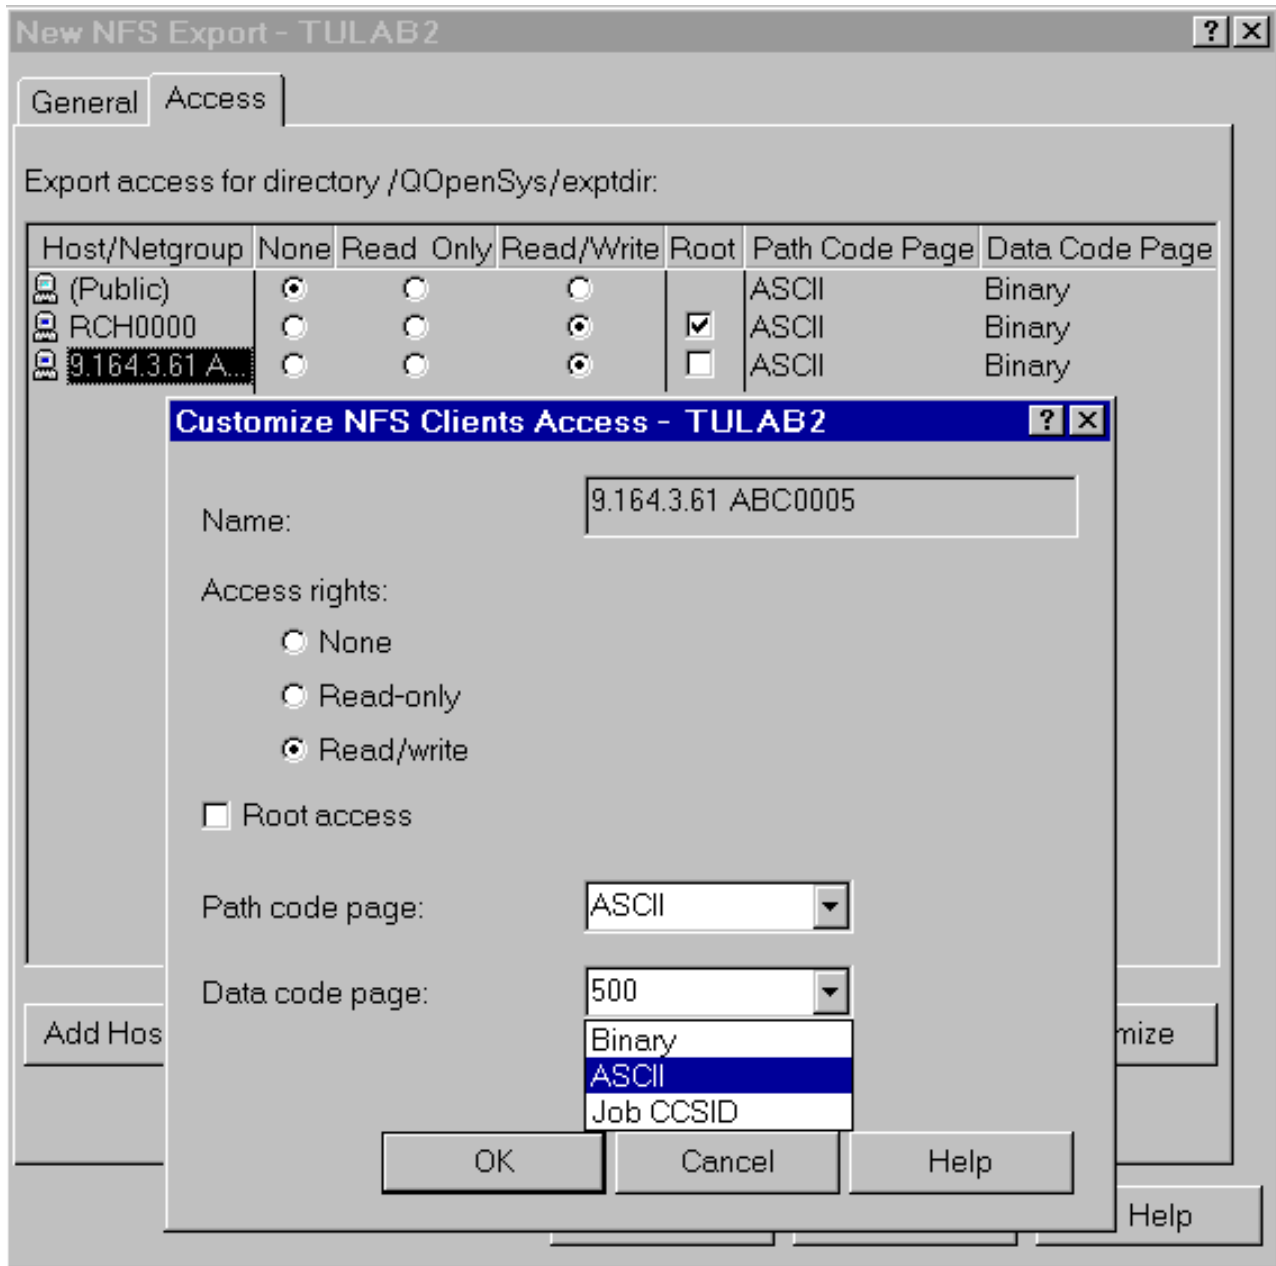 New NFS Export - TULAB2
General Access
Export access for directory /QOpenSys/exptdir:
Host/Netgroup None Read Only Read/Write Root Path Code Page Data Code Page
(Public) ASCII Binary
RCH0000 ASCII Binary
9.164.3.61 A... ASCII Binary
Customize NFS Clients Access - TULAB2
Name: 9.164.3.61 ABC0005
Access rights:
None
Read-only
Read/write
Root access
Path code page: ASCII
Data code page: 500
Binary
ASCII
Job CCSID
Add Hos mize
OK Cancel Help
Help